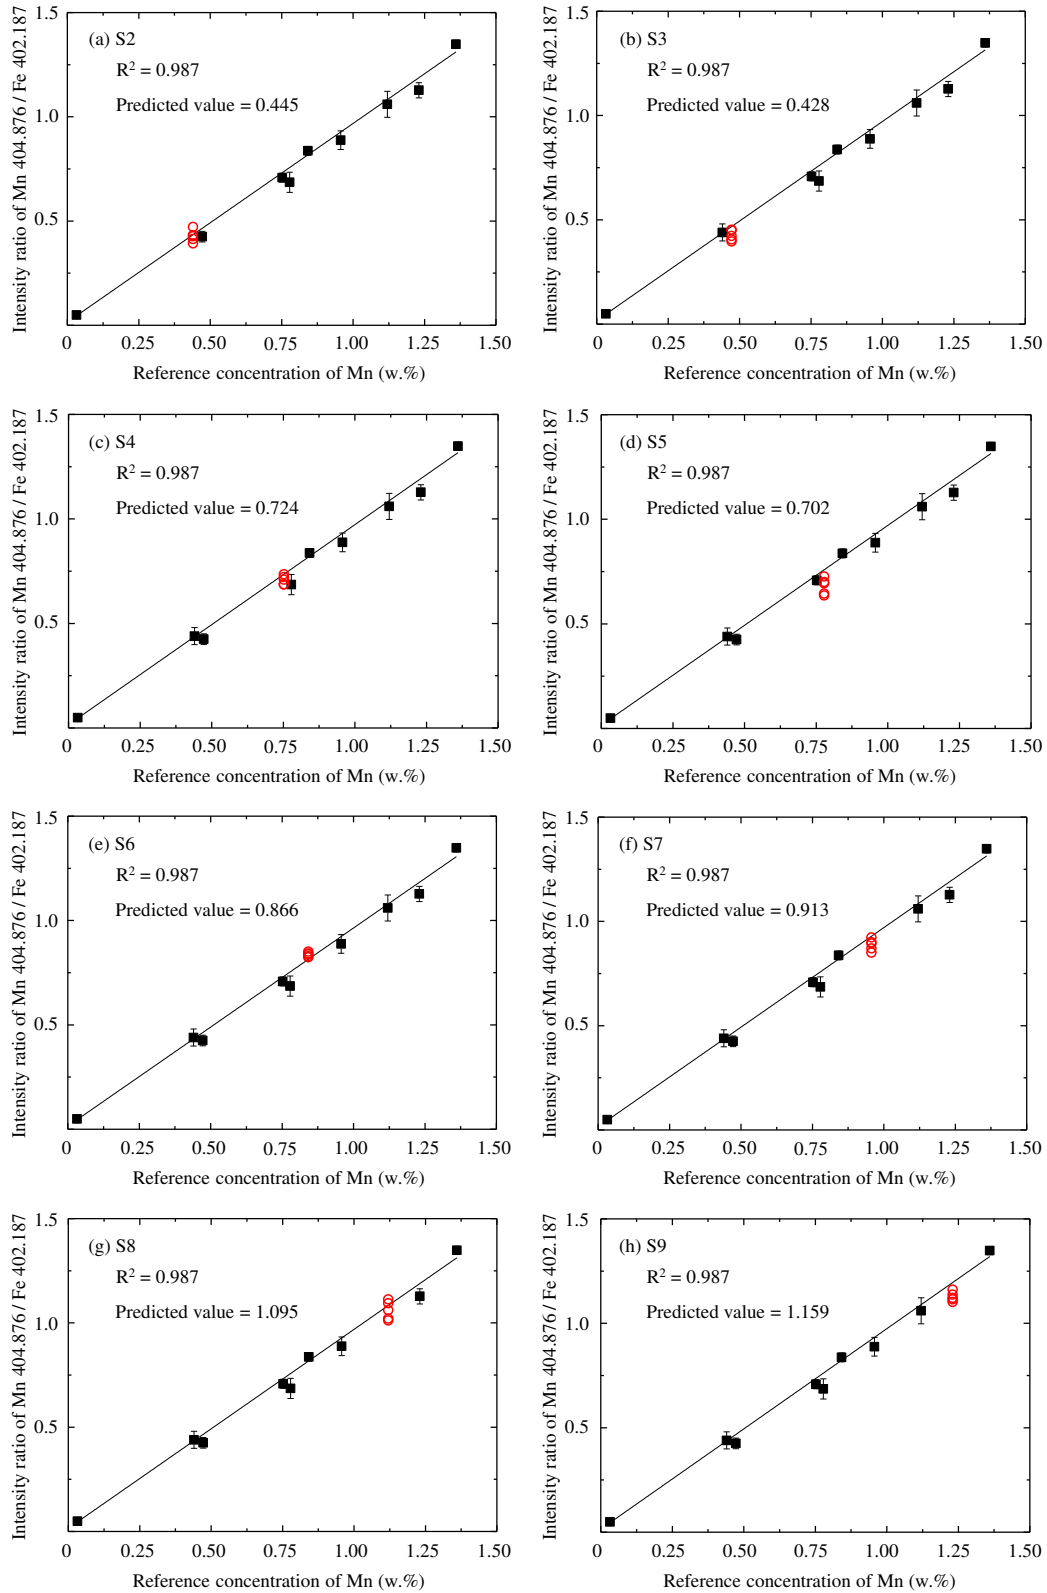 (a) S2
R² = 0.987
Predicted value = 0.445
Intensity ratio of Mn 404.876 / Fe 402.187
1.5
1.0
0.5
0 0.50 0.75 1.00 1.25 1.50
Reference concentration of Mn (w.%)
(b) S3
R² = 0.987
Predicted value = 0.428
Intensity ratio of Mn 404.876 / Fe 402.187
1.5
1.0
0.5
0 0.25 0.50 0.75 1.00 1.25 1.50
Reference concentration of Mn (w.%)
(c) S4
R² = 0.987
Predicted value = 0.724
Intensity ratio of Mn 404.876 / Fe 402.187
1.5
1.0
0.5
0 0.25 0.50 0.75 1.00 1.25 1.50
Reference concentration of Mn (w.%)
(d) S5
R² = 0.987
Predicted value = 0.702
Intensity ratio of Mn 404.876 / Fe 402.187
1.5
1.0
0.5
0 0.25 0.50 0.75 1.00 1.25 1.50
Reference concentration of Mn (w.%)
(e) S6
R² = 0.987
Predicted value = 0.866
Intensity ratio of Mn 404.876 / Fe 402.187
1.5
1.0
0.5
0 0.25 0.50 0.75 1.00 1.25 1.50
Reference concentration of Mn (w.%)
(f) S7
R² = 0.987
Predicted value = 0.913
Intensity ratio of Mn 404.876 / Fe 402.187
1.5
1.0
0.5
0 0.25 0.50 0.75 1.00 1.25 1.50
Reference concentration of Mn (w.%)
(g) S8
R² = 0.987
Predicted value = 1.095
Intensity ratio of Mn 404.876 / Fe 402.187
1.5
1.0
0.5
0 0.25 0.50 0.75 1.00 1.25 1.50
Reference concentration of Mn (w.%)
(h) S9
R² = 0.987
Predicted value = 1.159
Intensity ratio of Mn 404.876 / Fe 402.187
1.5
1.0
0.5
0 0.25 0.50 0.75 1.00 1.25 1.50
Reference concentration of Mn (w.%)